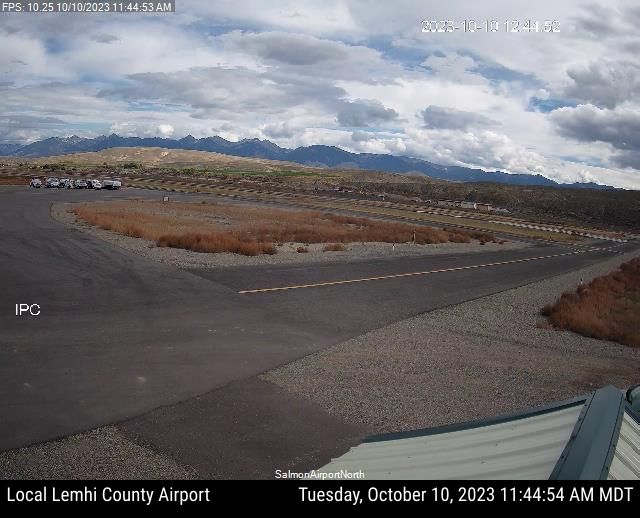 FPS: 10.25 10/10/2023 11:44:53 AM
2023-10-10 12:44:52
IPC
SalmonAirportNorth
Local Lemhi County Airport
Tuesday, October 10, 2023 11:44:54 AM MDT